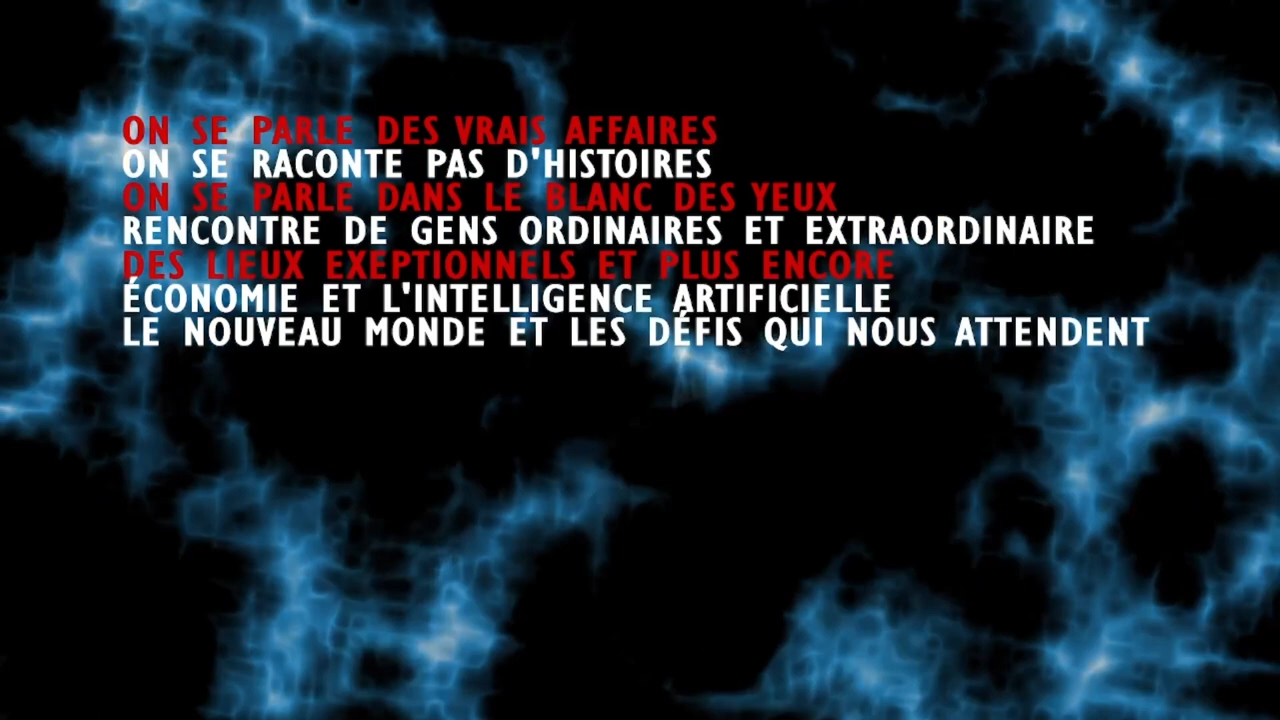 ON SE PARLE DES VRAIS AFFAIRES
ON SE RACONTE PAS D'HISTOIRES
ON SE PARLE DANS LE BLANC DES YEUX
RENCONTRE DE GENS ORDINAIRES ET EXTRAORDINAIRE
DES LIEUX EXEPTIONNELS ET PLUS ENCORE
ÉCONOMIE ET L'INTELLIGENCE ARTIFICIELLE
LE NOUVEAU MONDE ET LES DÉFIS QUI NOUS ATTENDENT